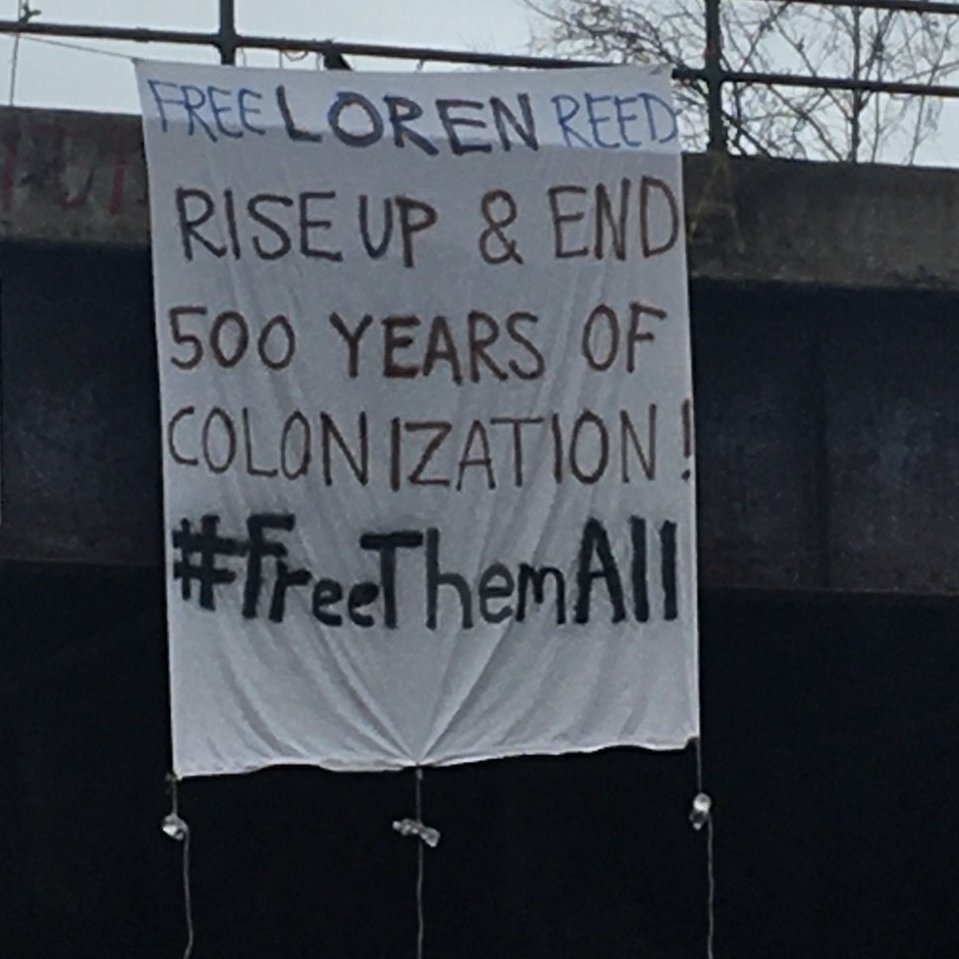 FREE LOREN REED
RISE UP & END
500 YEARS OF
COLONIZATION!
#FreeThemAll